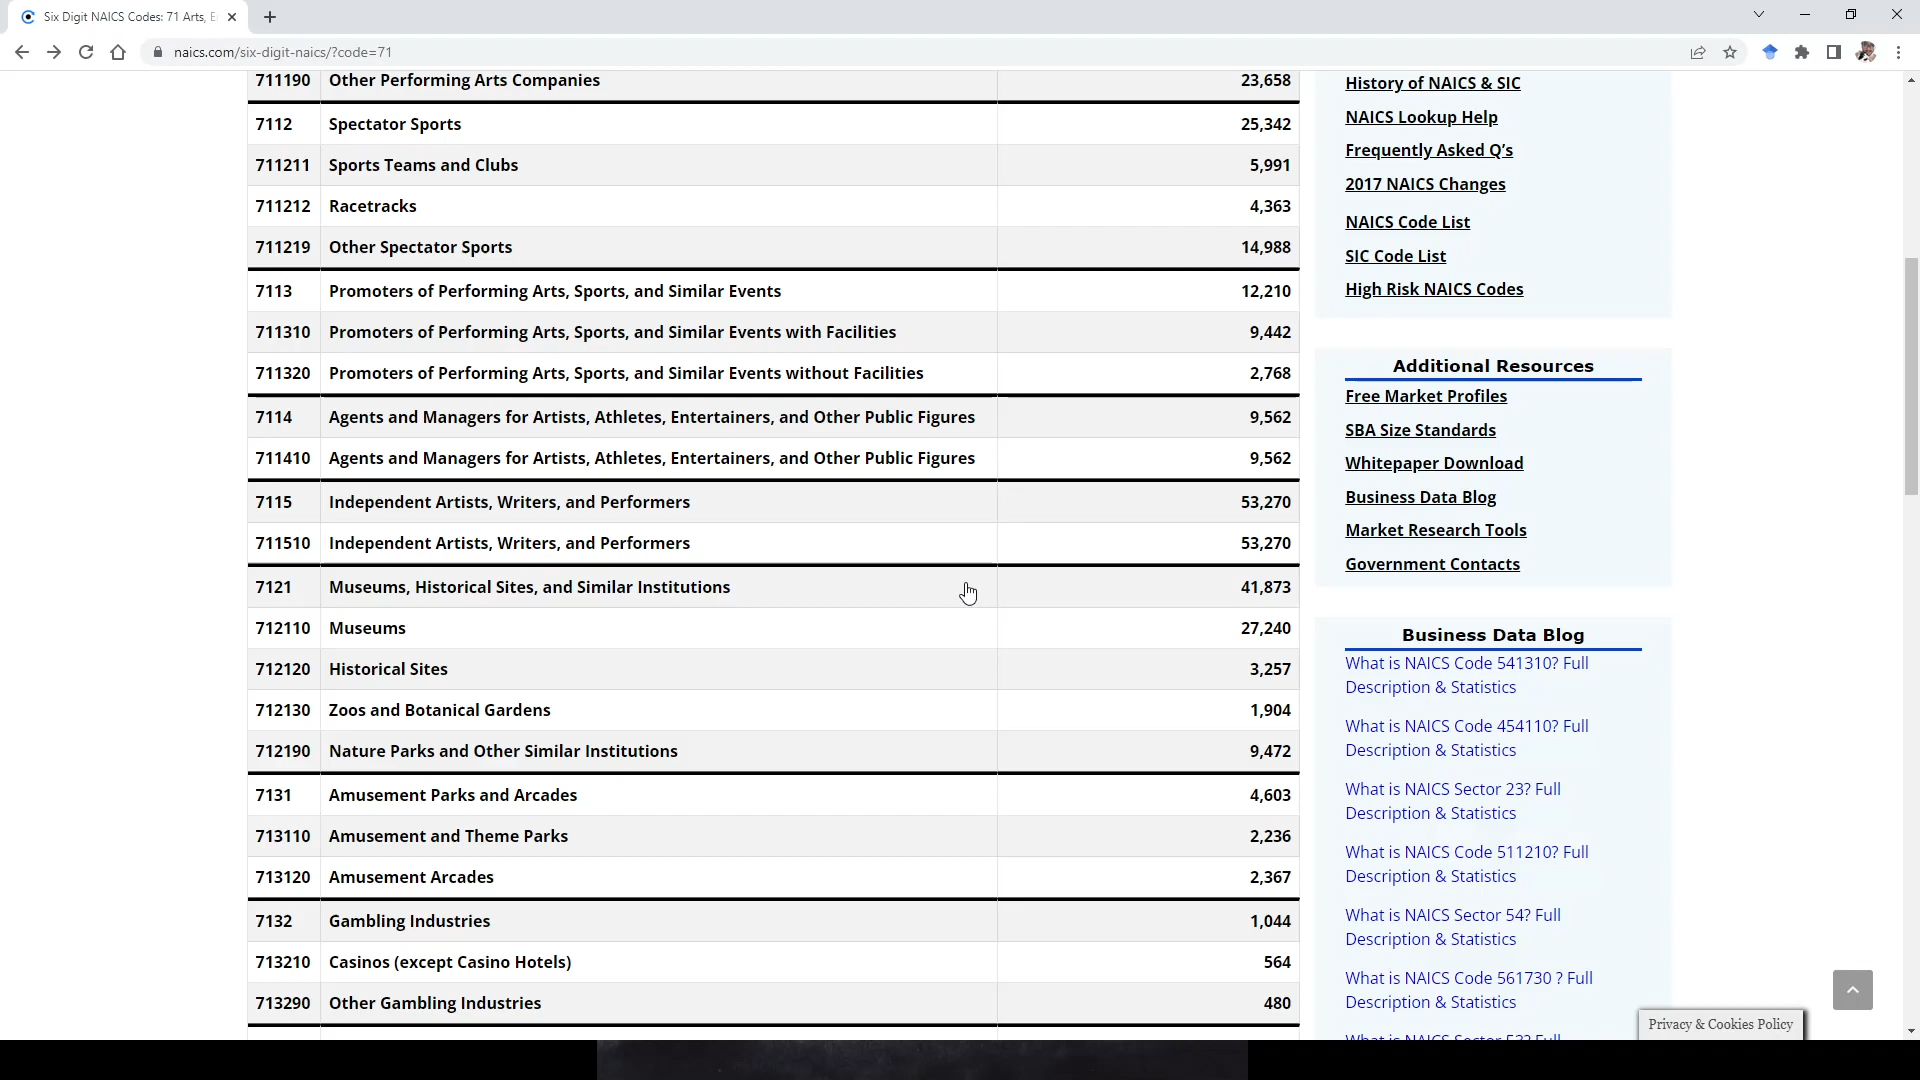 Six Digit NAICS Codes: 71 Arts, E
naics.com/six-digit-naics/?code=71
711190 Other Performing Arts Companies 23,658
7112 Spectator Sports 25,342
711211 Sports Teams and Clubs 5,991
711212 Racetracks 4,363
711219 Other Spectator Sports 14,988
7113 Promoters of Performing Arts, Sports, and Similar Events 12,210
711310 Promoters of Performing Arts, Sports, and Similar Events with Facilities 9,442
711320 Promoters of Performing Arts, Sports, and Similar Events without Facilities 2,768
7114 Agents and Managers for Artists, Athletes, Entertainers, and Other Public Figures 9,562
711410 Agents and Managers for Artists, Athletes, Entertainers, and Other Public Figures 9,562
7115 Independent Artists, Writers, and Performers 53,270
711510 Independent Artists, Writers, and Performers 53,270
7121 Museums, Historical Sites, and Similar Institutions 41,873
712110 Museums 27,240
712120 Historical Sites 3,257
712130 Zoos and Botanical Gardens 1,904
712190 Nature Parks and Other Similar Institutions 9,472
7131 Amusement Parks and Arcades 4,603
713110 Amusement and Theme Parks 2,236
713120 Amusement Arcades 2,367
7132 Gambling Industries 1,044
713210 Casinos (except Casino Hotels) 564
713290 Other Gambling Industries 480
History of NAICS & SIC
NAICS Lookup Help
Frequently Asked Q’s
2017 NAICS Changes
NAICS Code List
SIC Code List
High Risk NAICS Codes
Additional Resources
Free Market Profiles
SBA Size Standards
Whitepaper Download
Business Data Blog
Market Research Tools
Government Contacts
Business Data Blog
What is NAICS Code 541310? Full
Description & Statistics
What is NAICS Code 454110? Full
Description & Statistics
What is NAICS Sector 23? Full
Description & Statistics
What is NAICS Code 511210? Full
Description & Statistics
What is NAICS Sector 54? Full
Description & Statistics
What is NAICS Code 561730 ? Full
Description & Statistics
Privacy & Cookies Policy